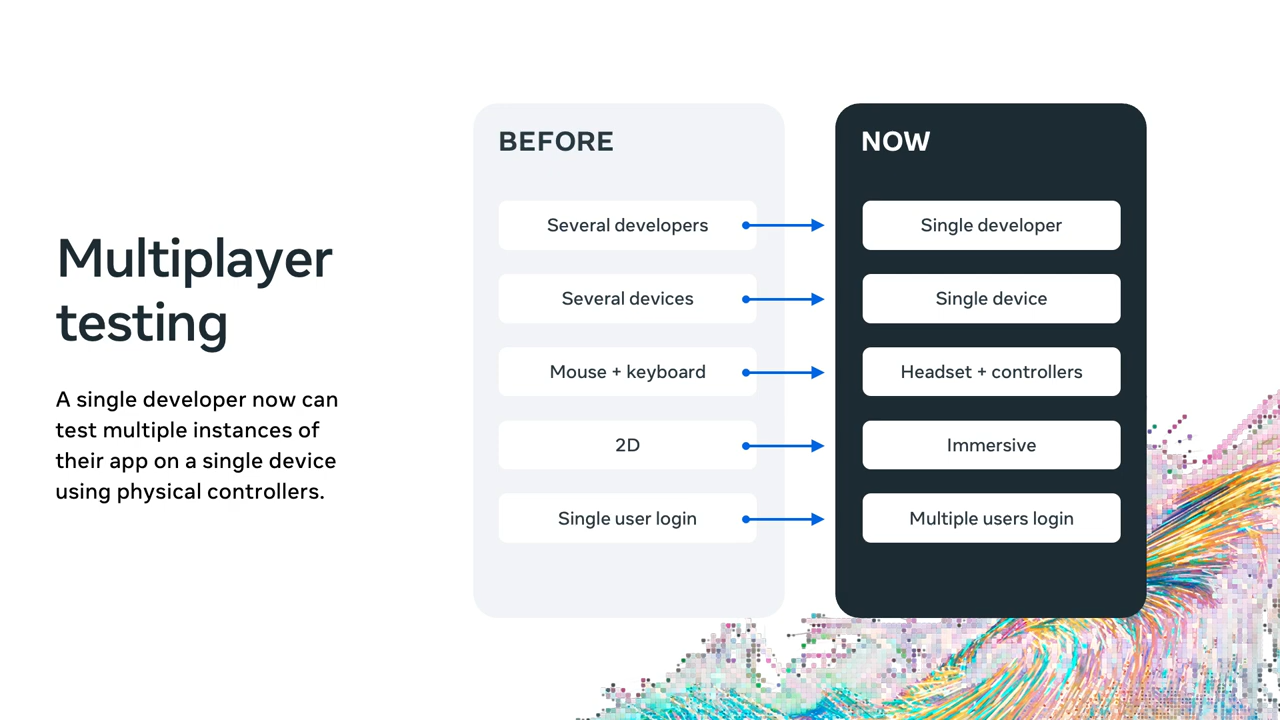 Multiplayer
testing
A single developer now can
test multiple instances of
their app on a single device
using physical controllers.
BEFORE
Several developers
Several devices
Mouse + keyboard
2D
Single user login
NOW
Single developer
Single device
Headset + controllers
Immersive
Multiple users login